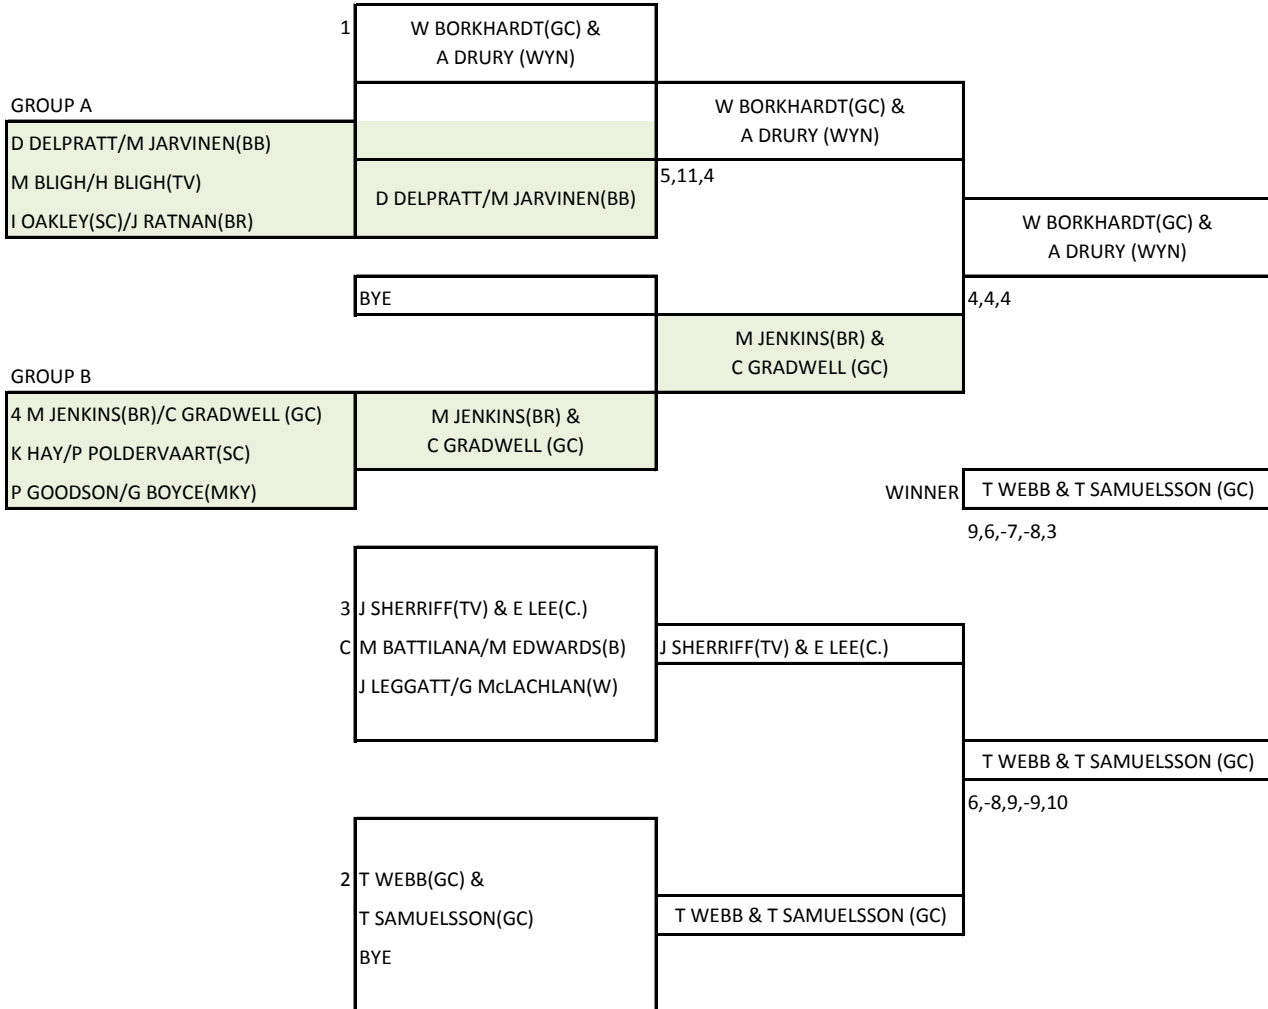 1
W BORKHARDT(GC) &
A DRURY (WYN)
GROUP A
W BORKHARDT(GC) &
A DRURY (WYN)
D DELPRATT/M JARVINEN(BB)
M BLIGH/H BLIGH(TV)
I OAKLEY(SC)/J RATNAN(BR)
D DELPRATT/M JARVINEN(BB)
5,11,4
W BORKHARDT(GC) &
A DRURY (WYN)
BYE
4,4,4
M JENKINS(BR) &
C GRADWELL (GC)
GROUP B
4 M JENKINS(BR)/C GRADWELL (GC)
K HAY/P POLDERVAART(SC)
P GOODSON/G BOYCE(MKY)
M JENKINS(BR) &
C GRADWELL (GC)
WINNER T WEBB & T SAMUELSSON (GC)
9,6,-7,-8,3
3 J SHERRIFF(TV) & E LEE(C.)
C M BATTILANA/M EDWARDS(B)
J LEGGATT/G McLACHLAN(W)
J SHERRIFF(TV) & E LEE(C.)
T WEBB & T SAMUELSSON (GC)
6,-8,9,-9,10
2 T WEBB(GC) &
T SAMUELSSON(GC)
BYE
T WEBB & T SAMUELSSON (GC)